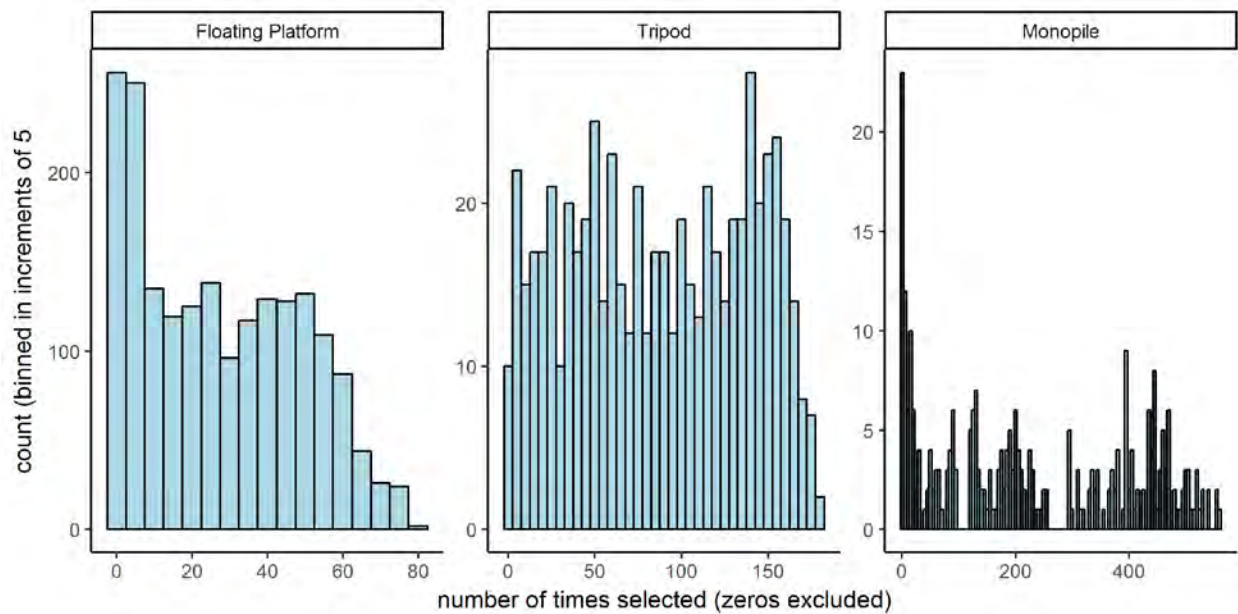 Floating Platform
Tripod
Monopile
count (binned in increments of 5
200
100
0
20
10
0
20
15
10
5
0
0 20 40 60 80
0 50 100 150
0 200 400
number of times selected (zeros excluded)